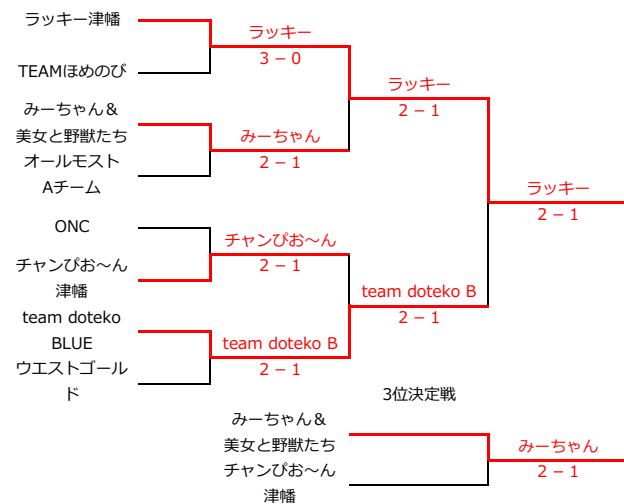 ラッキー津幡
TEAMほめのび
みーちゃん＆
美女と野獣たち
オールモスト
Aチーム
ONC
チャンぴお～ん
津幡
team doteko
BLUE
ウエストゴール
ド
ラッキー
3 − 0
みーちゃん
2 − 1
チャンぴお～ん
2 − 1
team doteko B
2 − 1
ラッキー
2 − 1
team doteko B
2 − 1
ラッキー
2 − 1
3位決定戦
みーちゃん＆
美女と野獣たち
チャンぴお～ん
津幡
みーちゃん
2 − 1